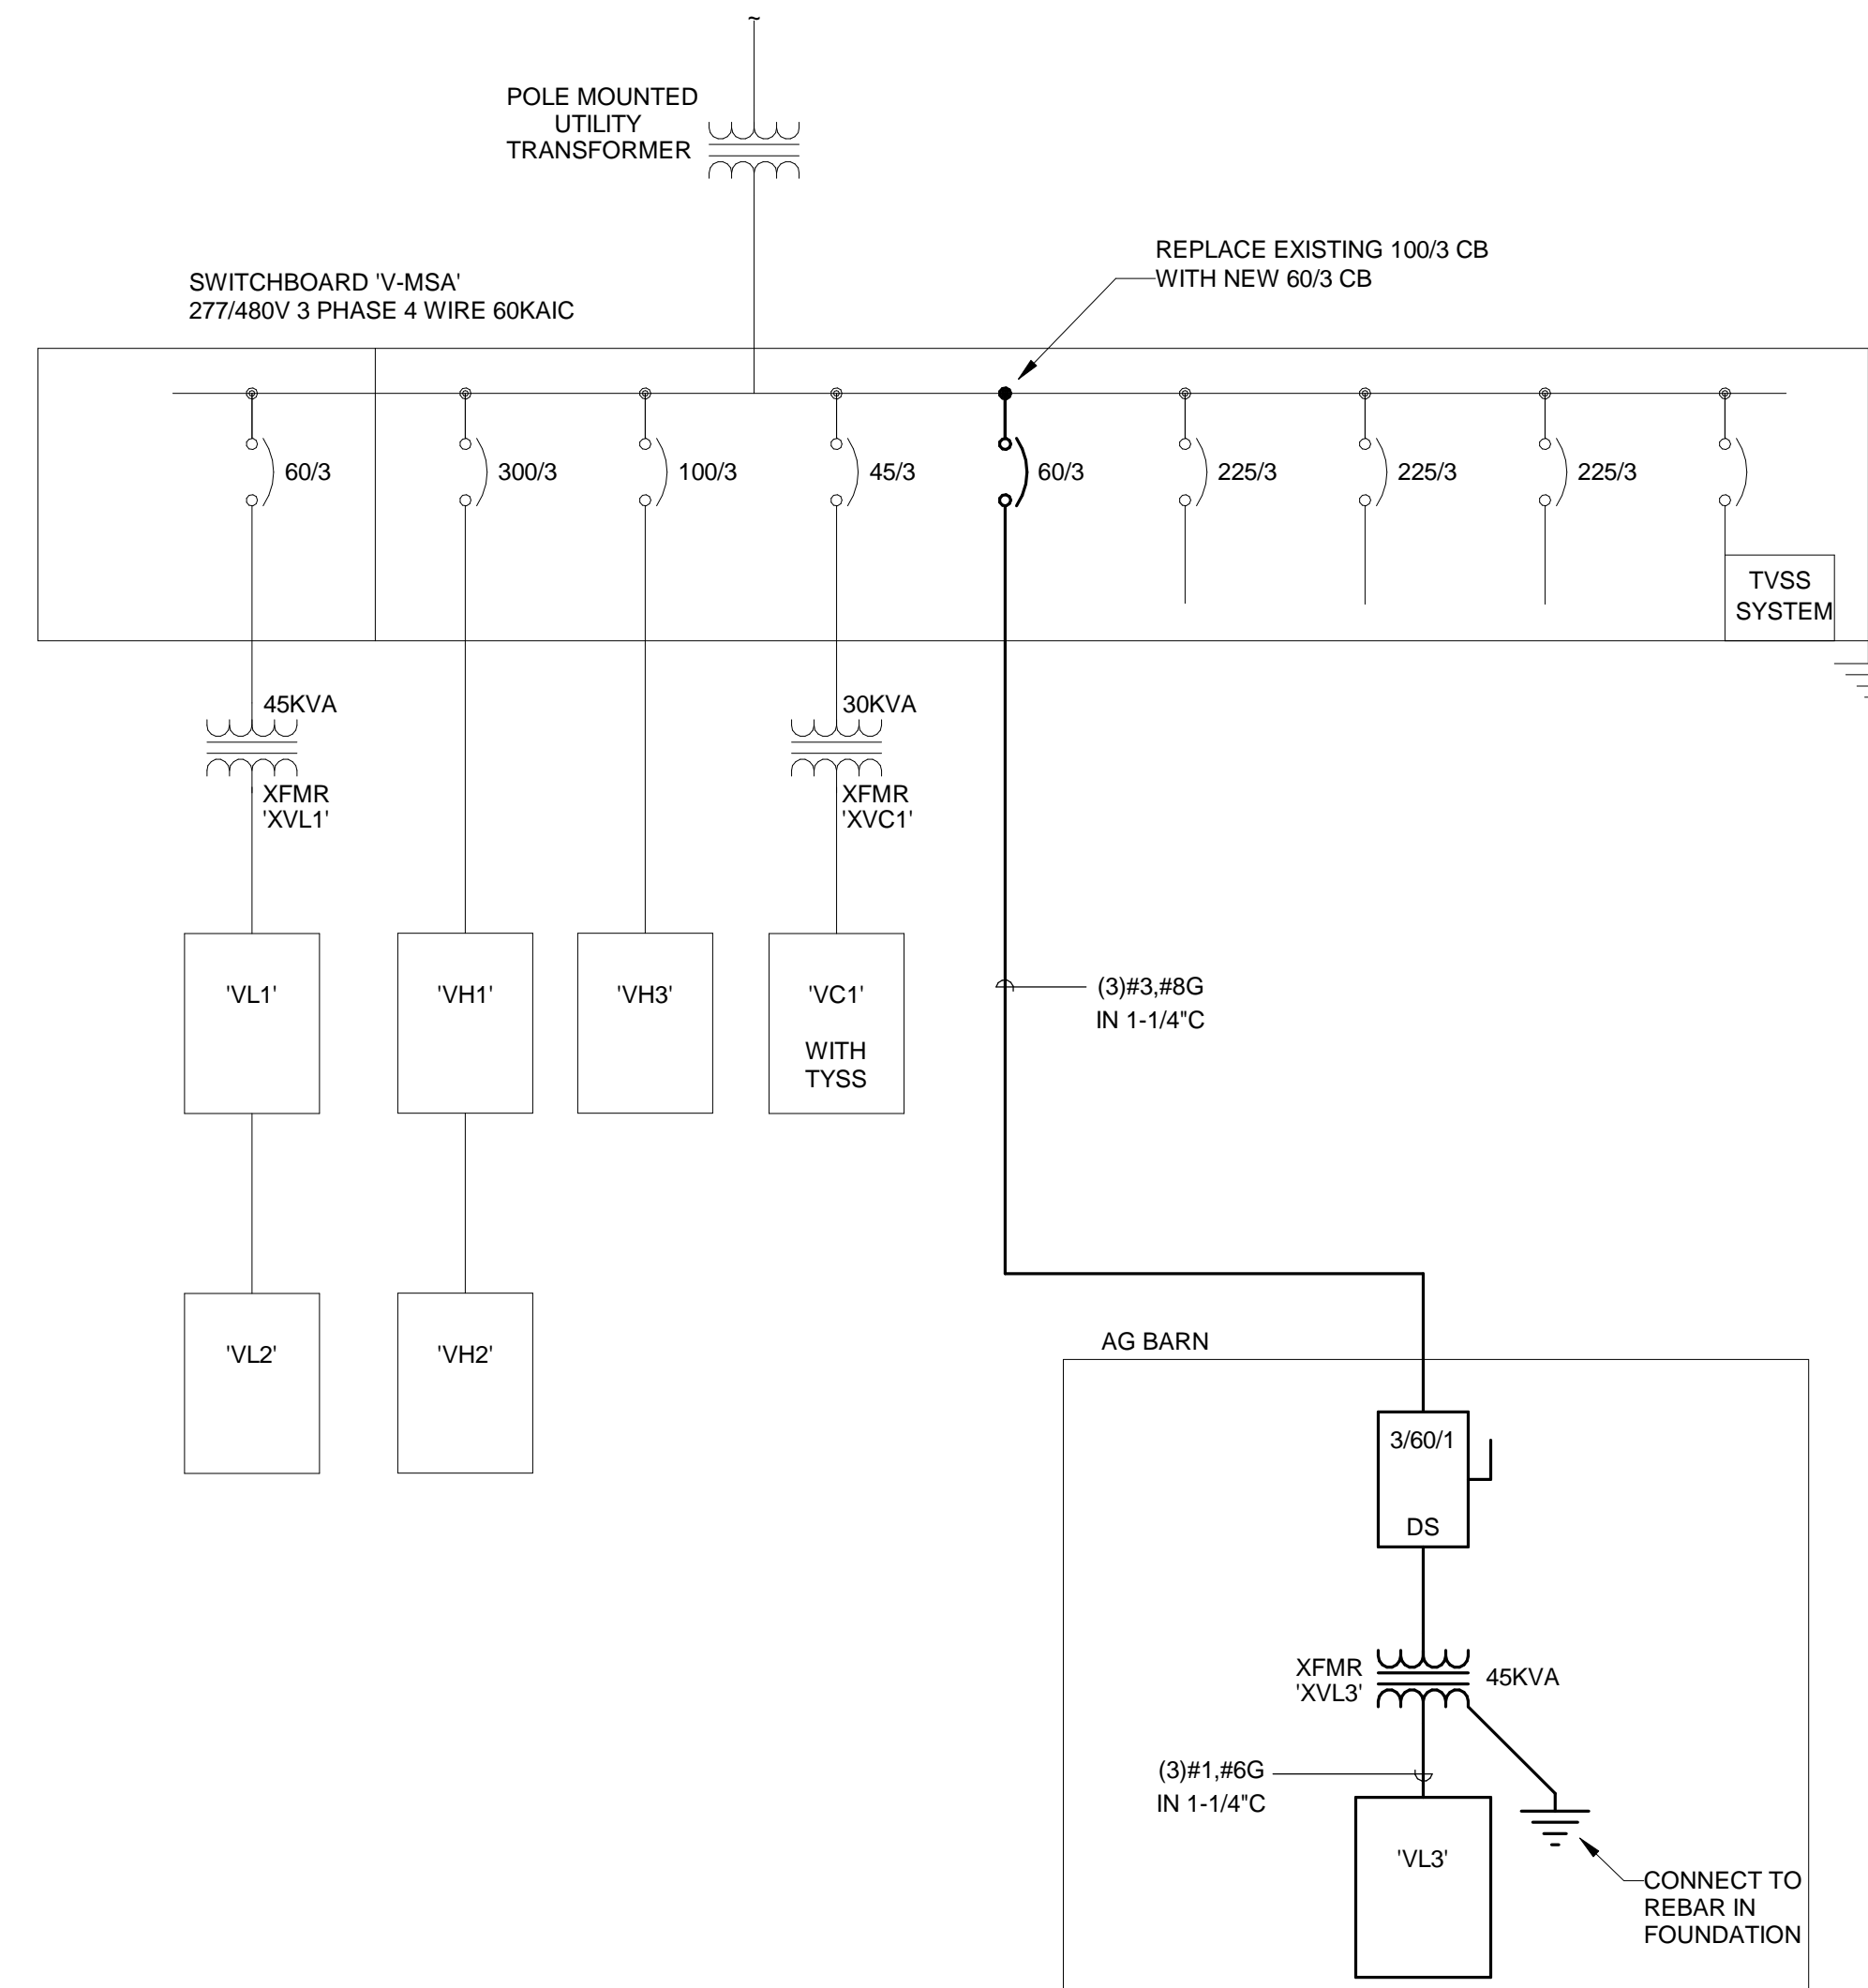 ~
POLE MOUNTED
UTILITY
TRANSFORMER
REPLACE EXISTING 100/3 CB
WITH NEW 60/3 CB
SWITCHBOARD 'V-MSA'
277/480V 3 PHASE 4 WIRE 60KAIC
60/3
300/3
100/3
45/3
60/3
225/3
225/3
225/3
TVSS
SYSTEM
45KVA
XFMR
'XVL1'
30KVA
XFMR
'XVC1'
'VL1'
'VH1'
'VH3'
'VC1'
WITH
TYSS
(3)#3,#8G
IN 1-1/4"C
'VL2'
'VH2'
AG BARN
3/60/1
DS
XFMR
'XVL3'
45KVA
(3)#1,#6G
IN 1-1/4"C
'VL3'
CONNECT TO
REBAR IN
FOUNDATION